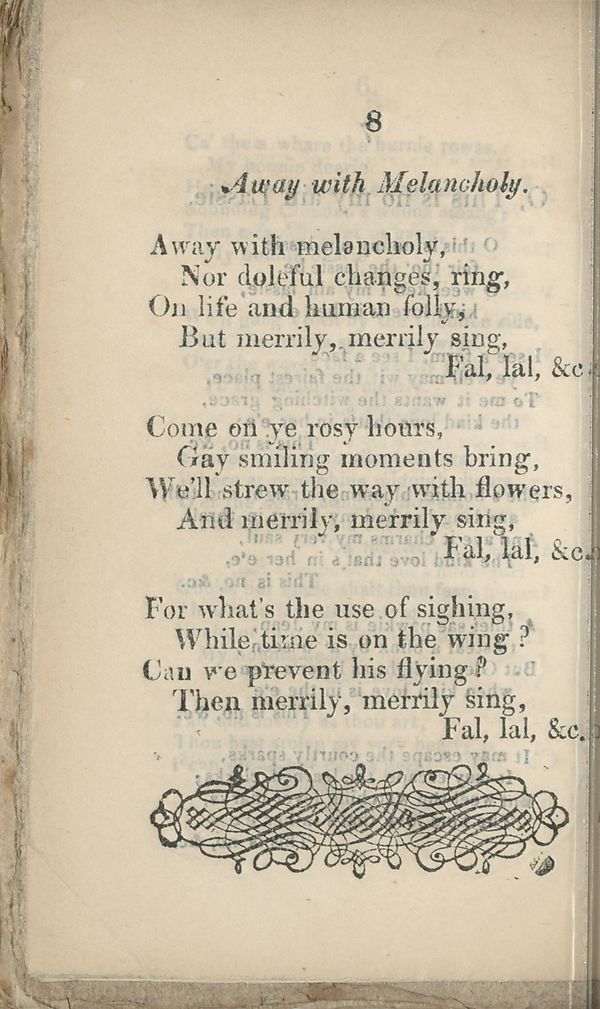 8
Away with Melancholy.
Away with melancholy,
Nor doleful changes, ring,
On life and human folly,
But merrily, merrily sing,
Fal, lal, &c.
Come on ye rosy hours,
Gay smiling moments bring,
We'll strew the way with flowers,
And merrily, merrily sing,
Fal, lal, &c.
For what's the use of sighing,
While time is on the wing ?
Can we prevent his flying ?
Then merrily, merrily sing,
Fal, lal, &c.